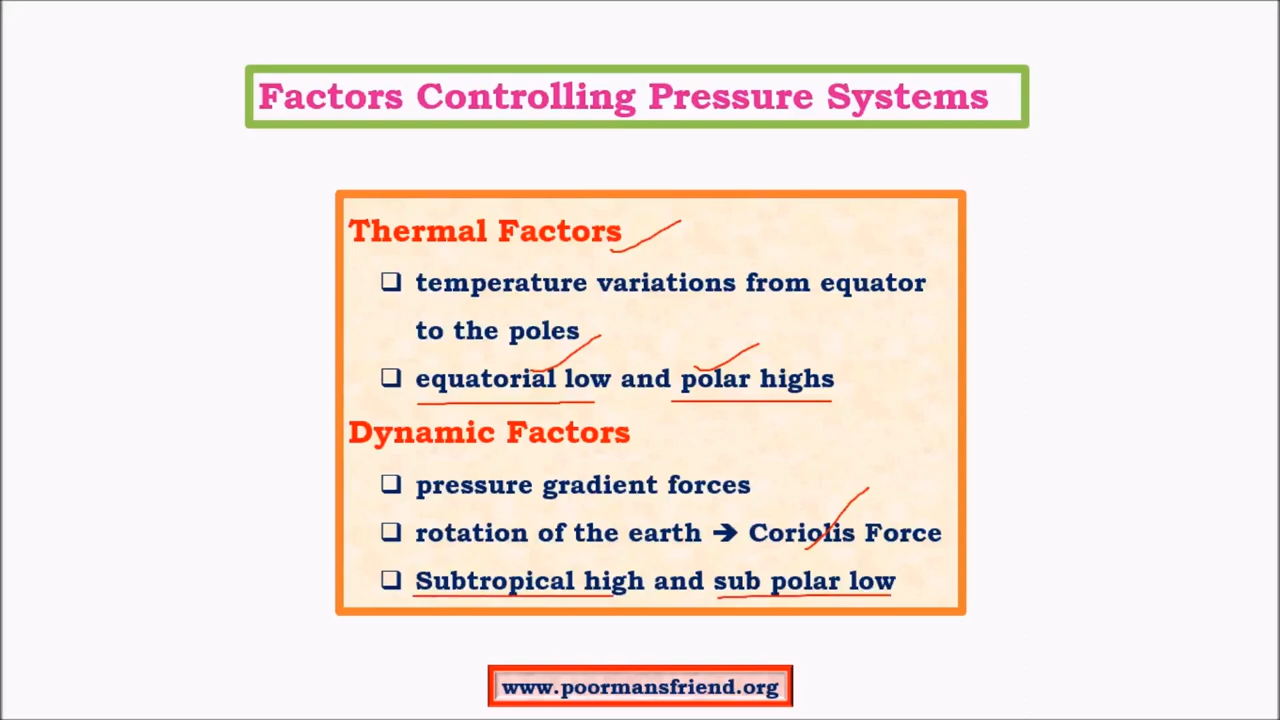 Factors Controlling Pressure Systems
Thermal Factors
❑ temperature variations from equator
to the poles
❑ equatorial low and polar highs
Dynamic Factors
❑ pressure gradient forces
❑ rotation of the earth ➔ Coriolis Force
❑ Subtropical high and sub polar low
www.poormansfriend.org